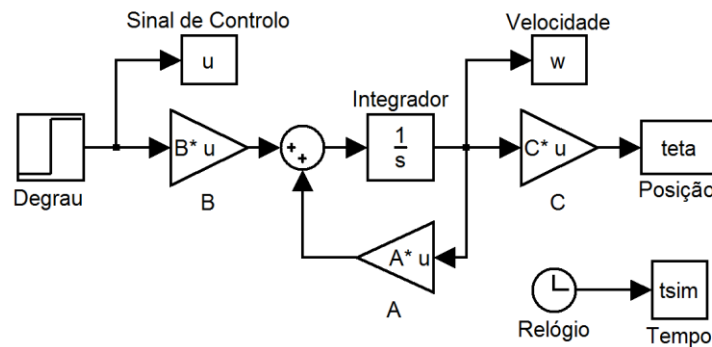 Sinal de Controlo
u
Velocidade
w
Integrador
Degrau
B* u
B
+
+
1
s
C* u
C
teta
Posição
A* u
A
Relógio
tsim
Tempo